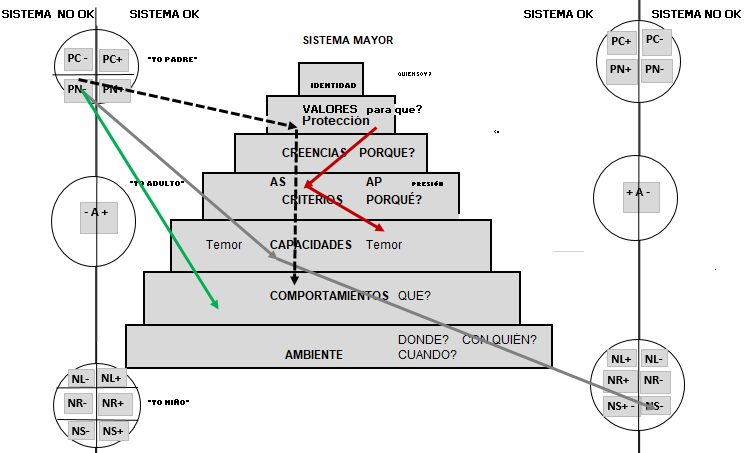 SISTEMA NO OK SISTEMA OK
SISTEMA OK SISTEMA NO OK
SISTEMA MAYOR
PC - PC+ "YO PADRE"
PN- PN+
PC+ PC-
PN+ PN-
QUIEN SOY?
IDENTIDAD
VALORES para que?
Protección
CREENCIAS PORQUE?
AS AP PRESIÓN
CRITERIOS PORQUÉ?
"YO ADULTO"
- A +
+ A -
Temor CAPACIDADES Temor
COMPORTAMIENTOS QUE?
DONDE? CON QUIÉN?
AMBIENTE CUANDO?
NL- NL+
NR- NR+ "YO NIÑO"
NS- NS+
NL+ NL-
NR+ NR-
NS+ - NS-